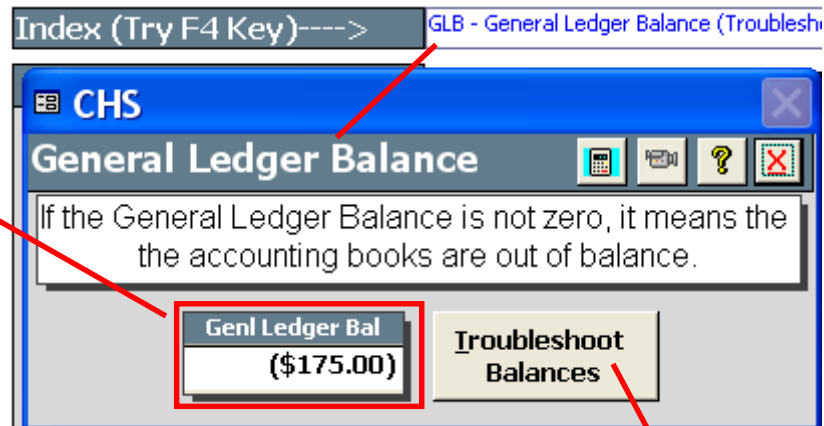 Index (Try F4 Key)---->
GLB - General Ledger Balance
CHS
General Ledger Balance
If the General Ledger Balance is not zero, it means the
the accounting books are out of balance.
Genl Ledger Bal
($175.00)
Troubleshoot
Balances